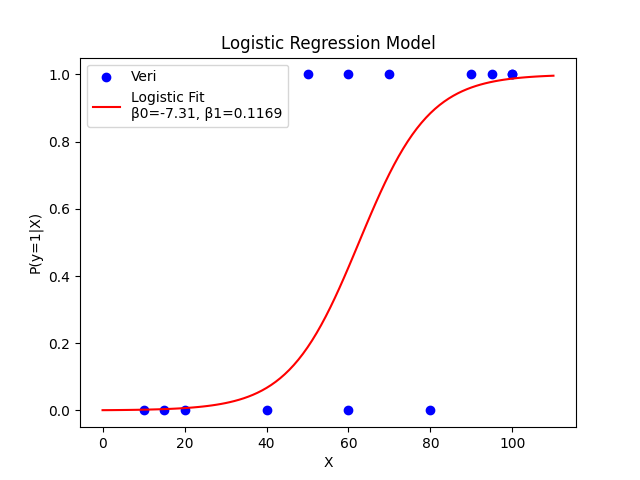 Logistic Regression Model
Veri
Logistic Fit
β0=-7.31, β1=0.1169
P(y=1|X)
1.0
0.8
0.6
0.4
0.2
0.0
0 20 40 60 80 100
X